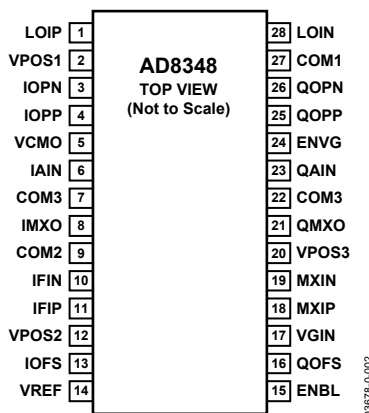 LOIP 1
VPOS1 2
IOPN 3
IOPP 4
VCMO 5
IAIN 6
COM3 7
IMXO 8
COM2 9
IFIN 10
IFIP 11
VPOS2 12
IOFS 13
VREF 14
AD8348
TOP VIEW
(Not to Scale)
28 LOIN
27 COM1
26 QOPN
25 QOPP
24 ENVG
23 QAIN
22 COM3
21 QMXO
20 VPOS3
19 MXIN
18 MXIP
17 VGIN
16 QOFS
15 ENBL
03678-0-002